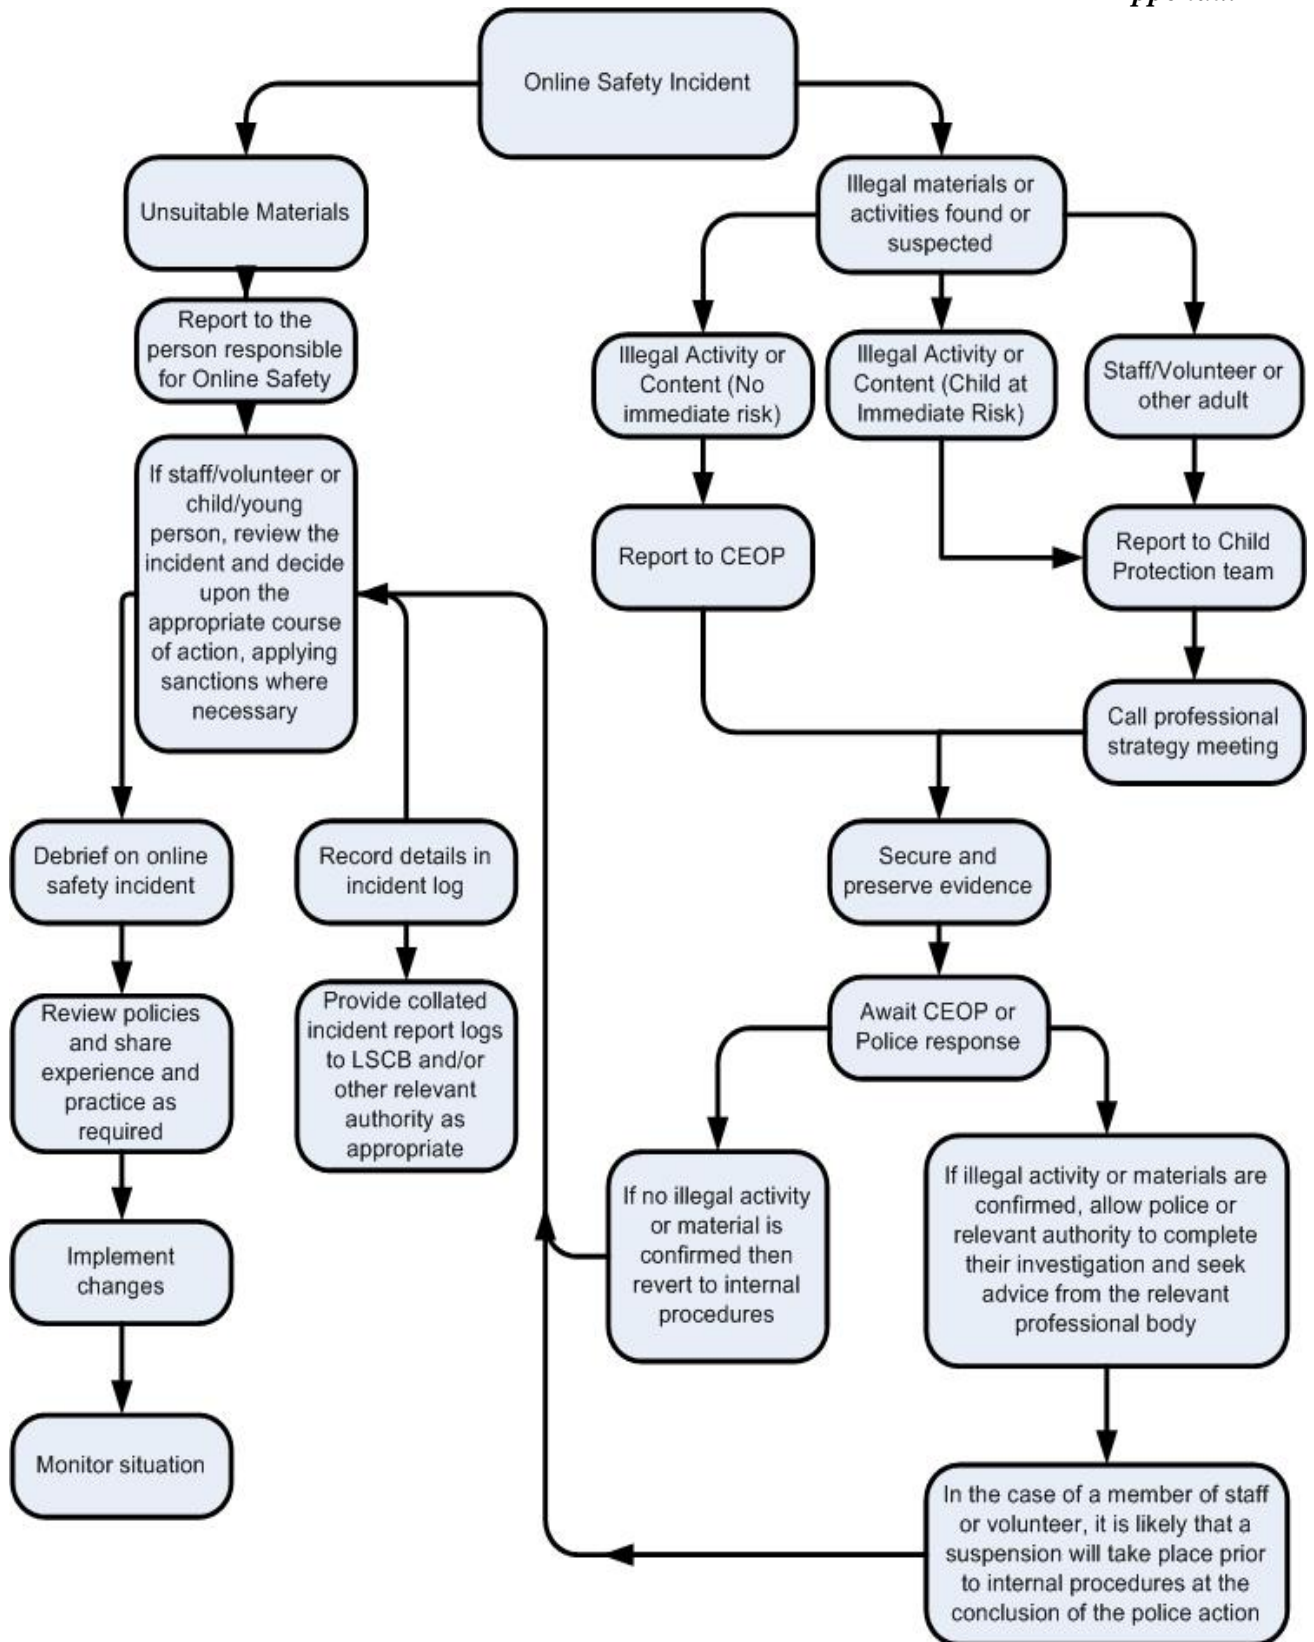 Online Safety Incident
Unsuitable Materials
Report to the
person responsible
for Online Safety
If staff/volunteer or
child/young
person, review the
incident and decide
upon the
appropriate course
of action, applying
sanctions where
necessary
Debrief on online
safety incident
Review policies
and share
experience and
practice as
required
Implement
changes
Monitor situation
Record details in
incident log
Provide collated
incident report logs
to LSCB and/or
other relevant
authority as
appropriate
Illegal materials or
activities found or
suspected
Illegal Activity or
Content (No
immediate risk)
Illegal Activity or
Content (Child at
Immediate Risk)
Staff/Volunteer or
other adult
Report to CEOP
Report to Child
Protection team
Call professional
strategy meeting
Secure and
preserve evidence
Await CEOP or
Police response
If no illegal activity
or material is
confirmed then
revert to internal
procedures
If illegal activity or materials are
confirmed, allow police or
relevant authority to complete
their investigation and seek
advice from the relevant
professional body
In the case of a member of staff
or volunteer, it is likely that a
suspension will take place prior
to internal procedures at the
conclusion of the police action